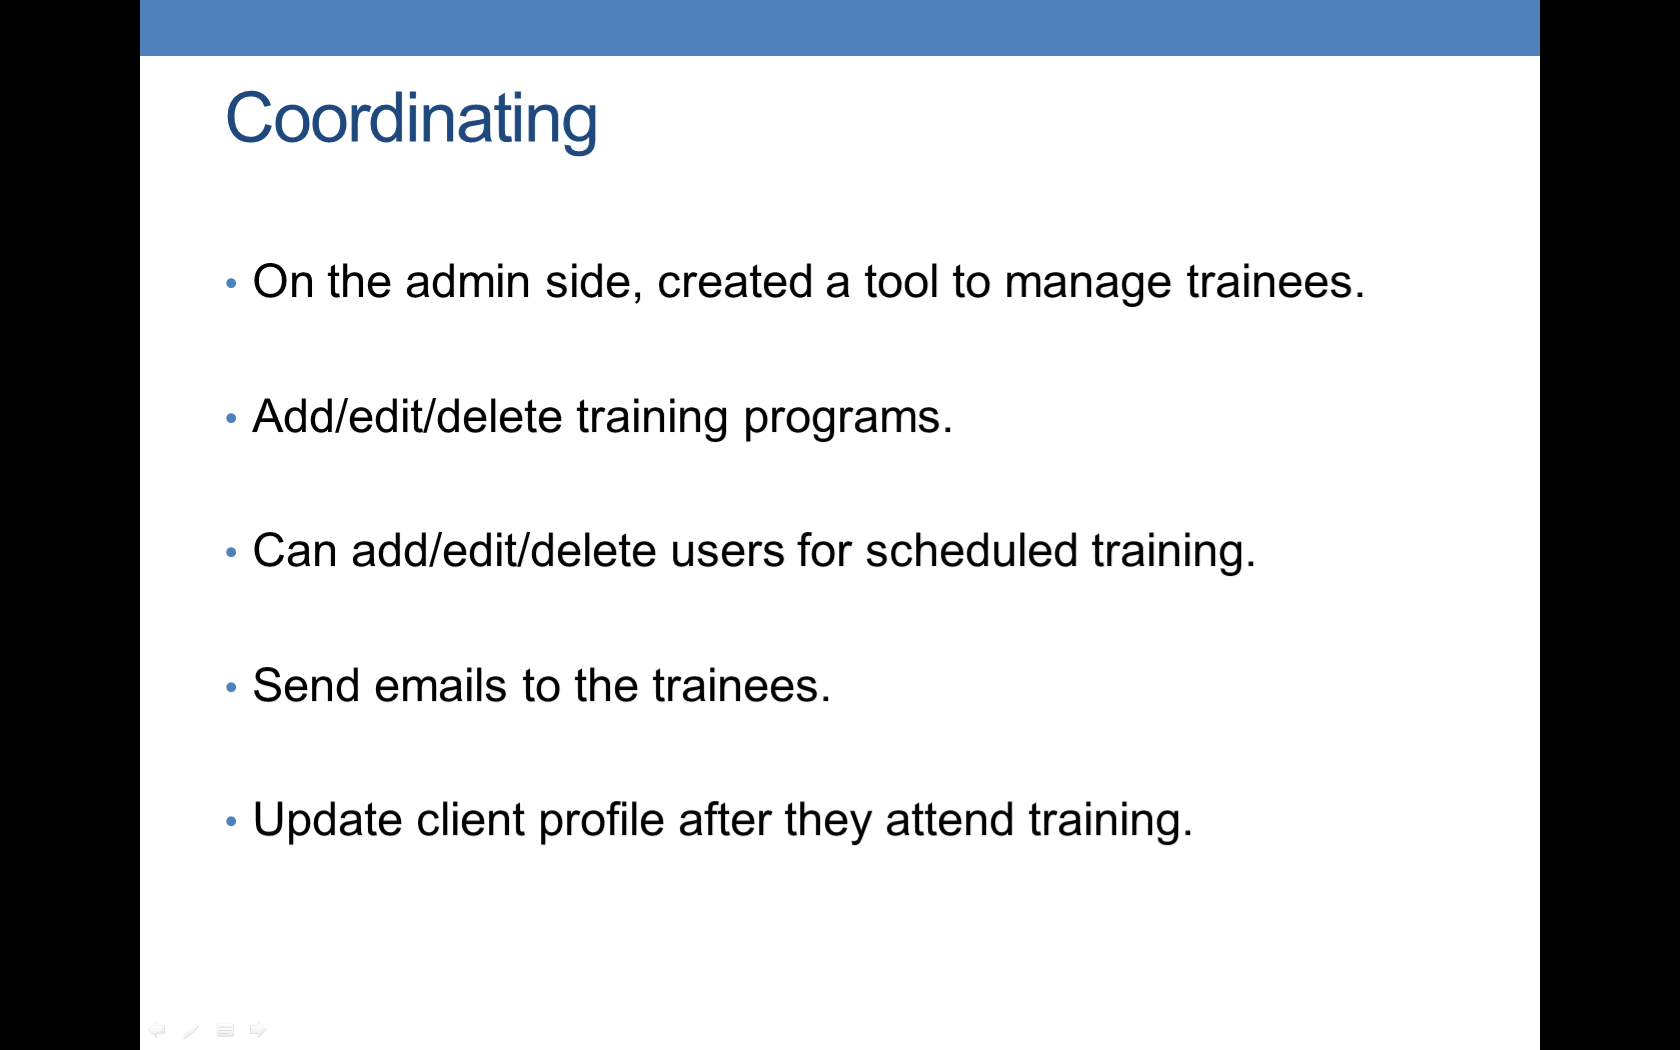 Coordinating
• On the admin side, created a tool to manage trainees.
• Add/edit/delete training programs.
• Can add/edit/delete users for scheduled training.
• Send emails to the trainees.
• Update client profile after they attend training.